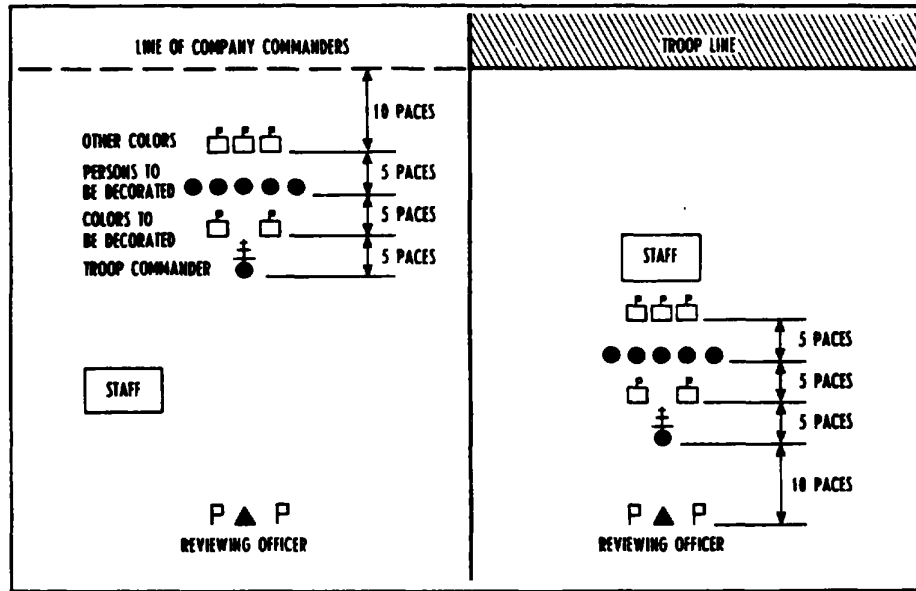 LINE OF COMPANY COMMANDERS
10 PACES
OTHER COLORS
PERSONS TO
BE DECORATED
5 PACES
COLORS TO
BE DECORATED
5 PACES
TROOP COMMANDER
5 PACES
STAFF
P P
REVIEWING OFFICER
TROOP LINE
STAFF
5 PACES
5 PACES
5 PACES
10 PACES
P P
REVIEWING OFFICER